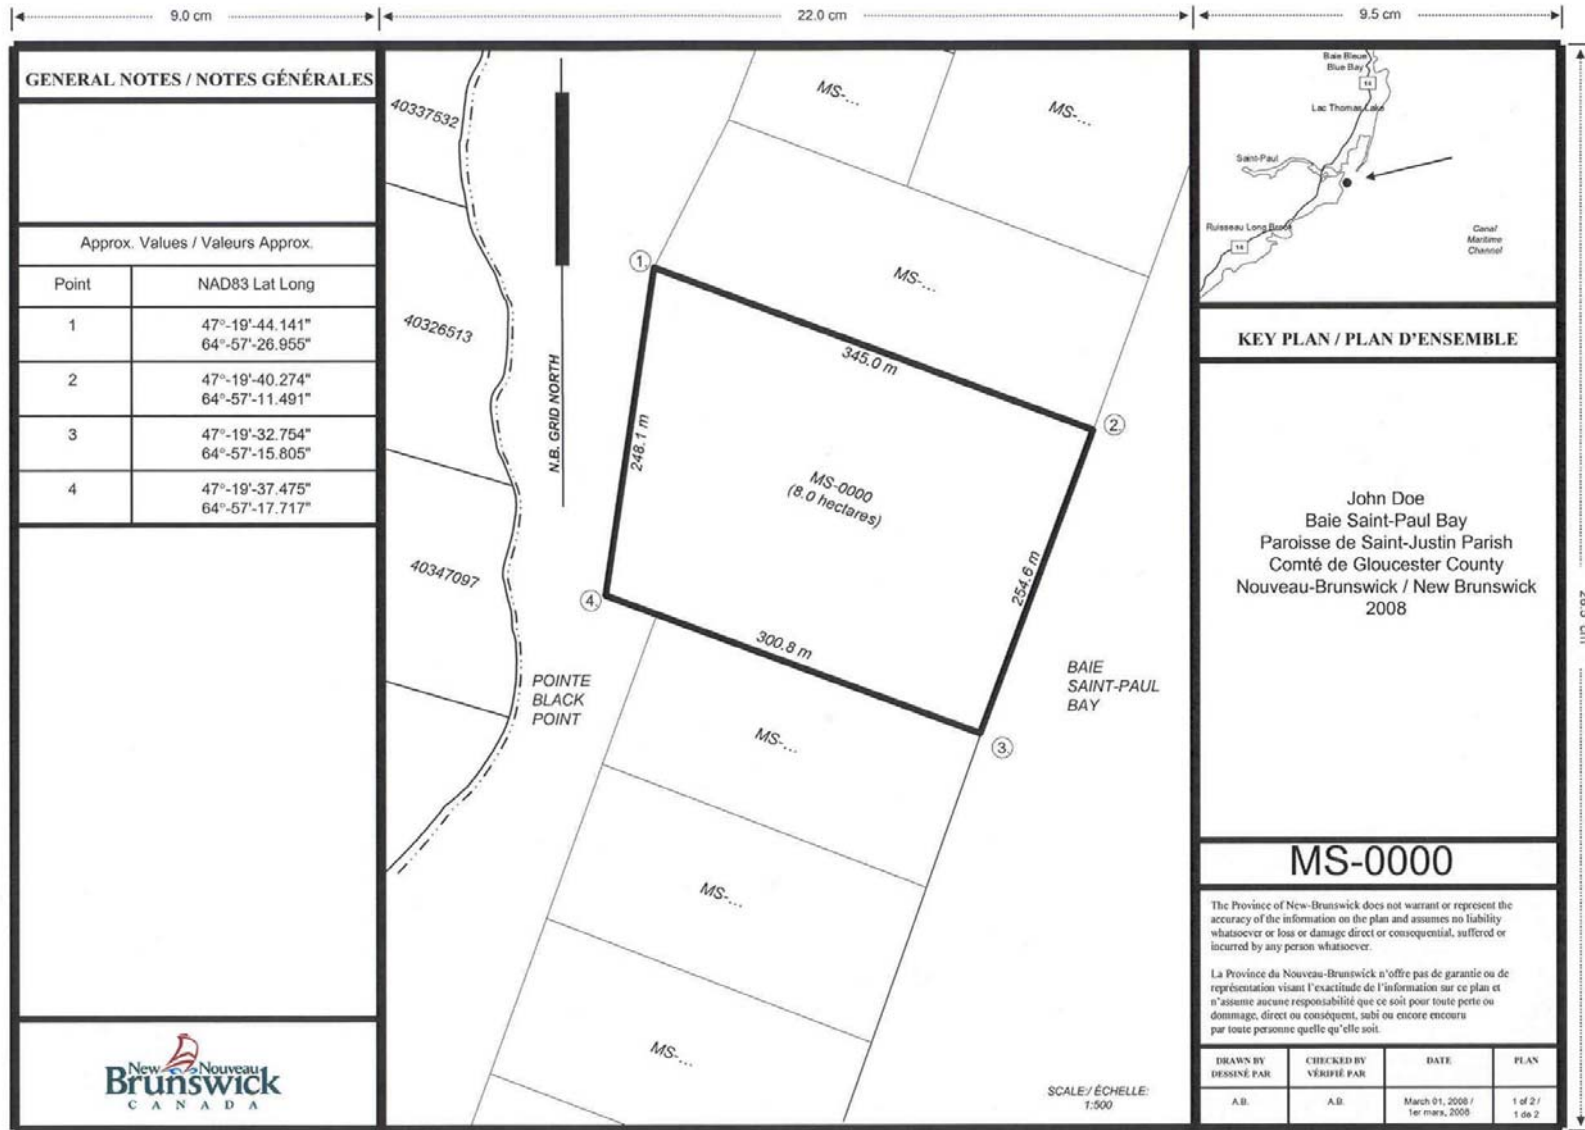 9.0 cm
22.0 cm
9.5 cm
GENERAL NOTES / NOTES GÉNÉRALES
Approx. Values / Valeurs Approx.
Point NAD83 Lat Long
1 47°-19'-44.141"
64°-57'-26.955"
2 47°-19'-40.274"
64°-57'-11.491"
3 47°-19'-32.754"
64°-57'-15.805"
4 47°-19'-37.475"
64°-57'-17.717"
New Nouveau
Brunswick
CANADA
40337532
40326513
40347097
N.B. GRID NORTH
MS-...
MS-...
MS-...
1.
345.0 m
2.
248.1 m
MS-0000
(8.0 hectares)
254.6 m
4.
300.8 m
3.
POINTE
BLACK
POINT
BAIE
SAINT-PAUL
BAY
MS-...
MS-...
MS-...
SCALE:/ ÉCHELLE:
1:500
Baie Bleue
Blue Bay
14
Lac Thomas Lake
Saint-Paul
Ruisseau Long Brook
14
Canal
Maritime
Channel
KEY PLAN / PLAN D'ENSEMBLE
John Doe
Baie Saint-Paul Bay
Paroisse de Saint-Justin Parish
Comté de Gloucester County
Nouveau-Brunswick / New Brunswick
2008
MS-0000
The Province of New-Brunswick does not warrant or represent the
accuracy of the information on the plan and assumes no liability
whatsoever or loss or damage direct or consequential, suffered or
incurred by any person whatsoever.
La Province du Nouveau-Brunswick n'offre pas de garantie ou de
représentation visant l'exactitude de l'information sur ce plan et
n'assume aucune responsabilité que ce soit pour toute perte ou
dommage, direct ou conséquent, subi ou encore encouru
par toute personne quelle qu'elle soit.
DRAWN BY CHECKED BY DATE PLAN
DESSINÉ PAR VÉRIFIÉ PAR
A.B. A.B. March 01, 2008 / 1 of 2 /
1er mars, 2008 1 de 2
cm